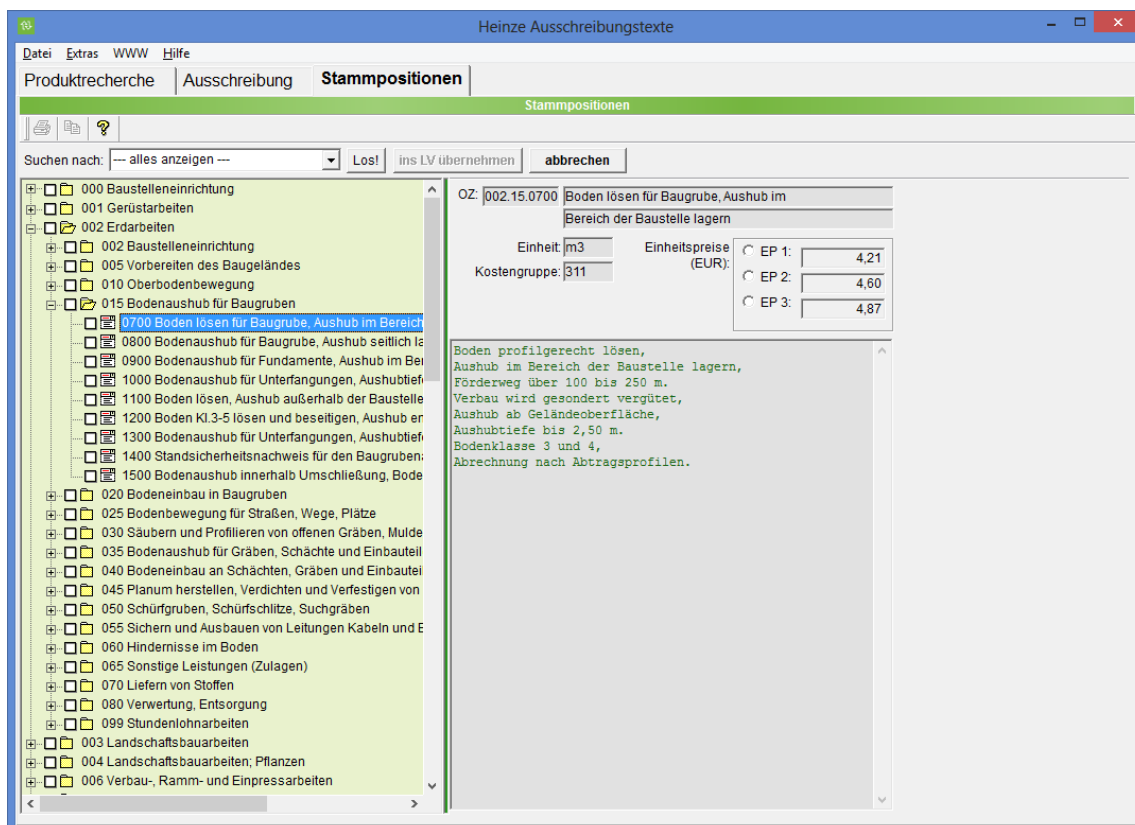 Heinze Ausschreibungstexte
Datei Extras WWW Hilfe
Produktrecherche Ausschreibung Stammpositionen
Stammpositionen
Suchen nach: --- alles anzeigen --- Los! ins LV übernehmen abbrechen
000 Baustelleneinrichtung
001 Gerüstarbeiten
002 Erdarbeiten
002 Baustelleneinrichtung
005 Vorbereiten des Baugeländes
010 Oberbodenbewegung
015 Bodenaushub für Baugruben
0700 Boden lösen für Baugrube, Aushub im Bereich
0800 Bodenaushub für Baugrube, Aushub seitlich la
0900 Bodenaushub für Fundamente, Aushub im Ber
1000 Bodenaushub für Unterfangungen, Aushubtief
1100 Boden lösen, Aushub außerhalb der Baustelle
1200 Boden Kl.3-5 lösen und beseitigen, Aushub en
1300 Bodenaushub für Unterfangungen, Aushubtief
1400 Standsicherheitsnachweis für den Baugruben
1500 Bodenaushub innerhalb Umschließung, Bode
020 Bodeneinbau in Baugruben
025 Bodenbewegung für Straßen, Wege, Plätze
030 Säubern und Profilieren von offenen Gräben, Mulde
035 Bodenaushub für Gräben, Schächte und Einbauteil
040 Bodeneinbau an Schächten, Gräben und Einbautei
045 Planum herstellen, Verdichten und Verfestigen von
050 Schürfgruben, Schürfschlitze, Suchgräben
055 Sichern und Ausbauen von Leitungen Kabeln und E
060 Hindernisse im Boden
065 Sonstige Leistungen (Zulagen)
070 Liefern von Stoffen
080 Verwertung, Entsorgung
099 Stundenlohnarbeiten
003 Landschaftsbauarbeiten
004 Landschaftsbauarbeiten; Pflanzen
006 Verbau-, Ramm- und Einpressarbeiten
OZ: 002.15.0700 Boden lösen für Baugrube, Aushub im
Bereich der Baustelle lagern
Einheit: m3
Kostengruppe: 311
Einheitspreise
(EUR):
EP 1: 4,21
EP 2: 4,60
EP 3: 4,87
Boden profilgerecht lösen,
Aushub im Bereich der Baustelle lagern,
Förderweg über 100 bis 250 m.
Verbau wird gesondert vergütet,
Aushub ab Geländeoberfläche,
Aushubtiefe bis 2,50 m.
Bodenklasse 3 und 4,
Abrechnung nach Abtragsprofilen.